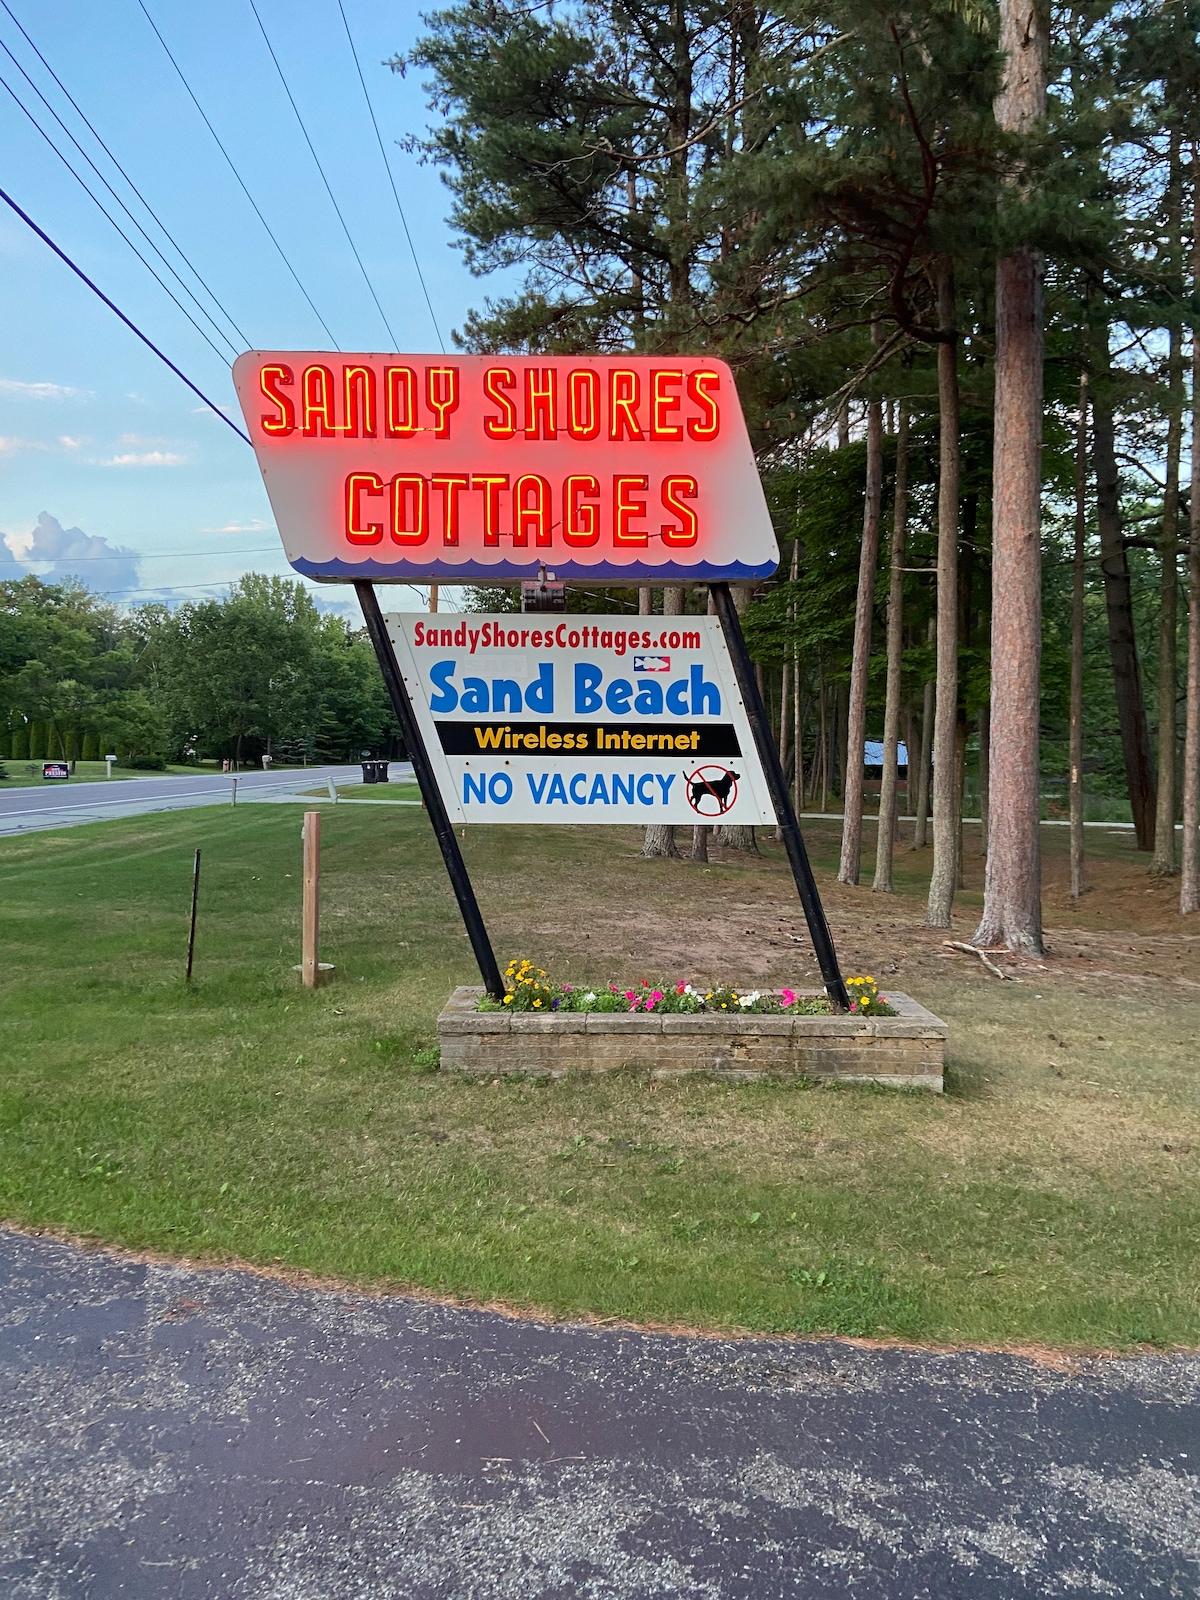 SANDY SHORES
COTTAGES
SandyShoresCottages.com
Sand Beach
Wireless Internet
NO VACANCY